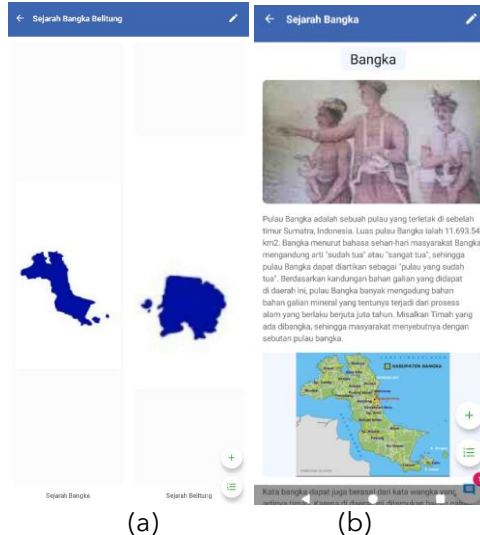 Sejarah Bangka Belitung
Sejarah Bangka
Sejarah Belitung
(a)
Sejarah Bangka
Bangka
Pulau Bangka adalah sebuah pulau yang terletak di sebelah
timur Sumatra, Indonesia. Luas pulau Bangka ialah 11.693.54
km2. Bangka menurut bahasa sehari-hari masyarakat Bangka
mengandung arti "sudah tua" atau "sangat tua", sehingga
pulau Bangka dapat diartikan sebagai "pulau yang sudah
tua". Berdasarkan kandungan bahan galian yang didapat
di daerah ini, pulau Bangka banyak mengadung bahan
bahan galian mineral yang tentunya terjadi dari prosess
alam yang berlaku berjuta juta tahun. Misalkan Timah yang
ada dibangka, sehingga masyarakat menyebutnya dengan
sebutan pulau bangka.
KABUPATEN BANGKA
Kata bangka dapat juga berasal dari kata wangka yang
(b)